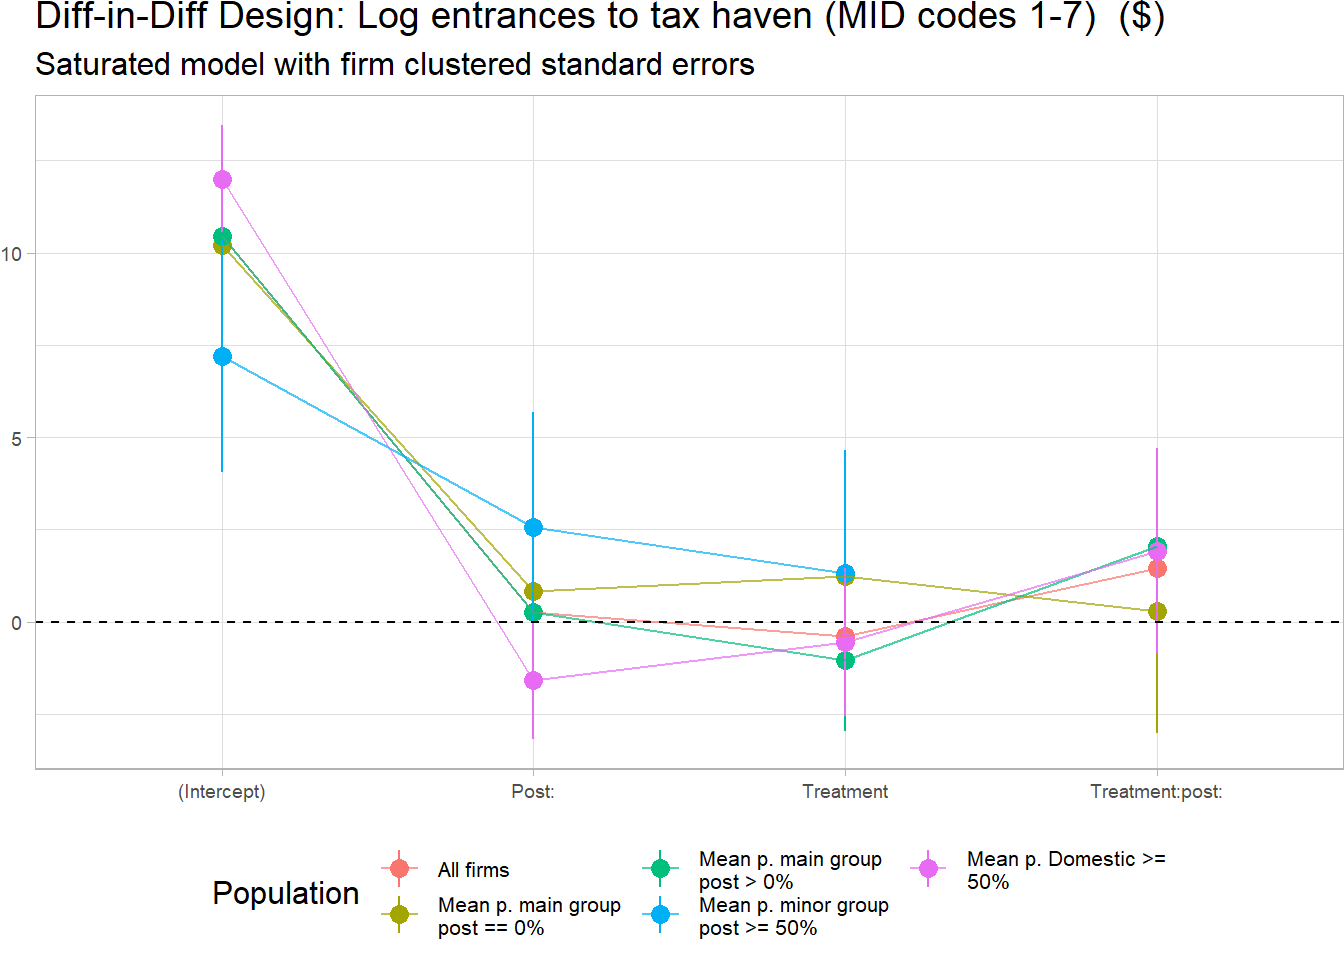 Diff-in-Diff Design: Log entrances to tax haven (MID codes 1-7)  ($)
Saturated model with firm clustered standard errors
10
5
0
(Intercept)
Post:
Treatment
Treatment:post:
Population
All firms
Mean p. main group
post == 0%
Mean p. main group
post > 0%
Mean p. minor group
post >= 50%
Mean p. Domestic >=
50%